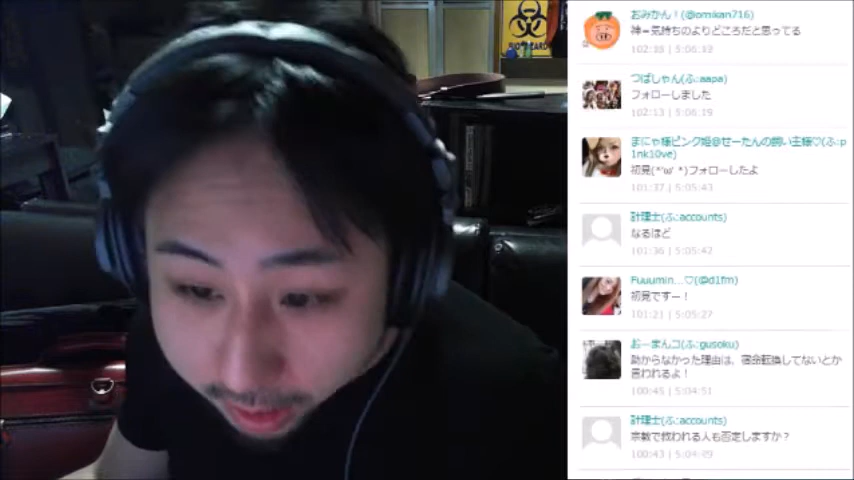 BIO HAZARD
おみかん！(@omikan716)
神＝気持ちのよりどころだと思ってる
102:18 | 5:06:13
つばしゃん(ふ:aapa)
フォローしました
102:13 | 5:06:19
まにゃ様ピンク姫@せーたんの飼い主様♡(ふ:p
1nk10ve)
初見(*'ω' *)フォローしたよ
101:37 | 5:05:43
計理士(ふ:accounts)
なるほど
101:36 | 5:05:42
Fuuumin...♡(@d1fm)
初見ですー！
101:21 | 5:05:27
おーまんコ(ふ:gusoku)
助からなかった理由は、宿命転換してないとか
言われるよ！
100:45 | 5:04:51
計理士(ふ:accounts)
宗教で救われる人も否定しますか？
100:43 | 5:04:49